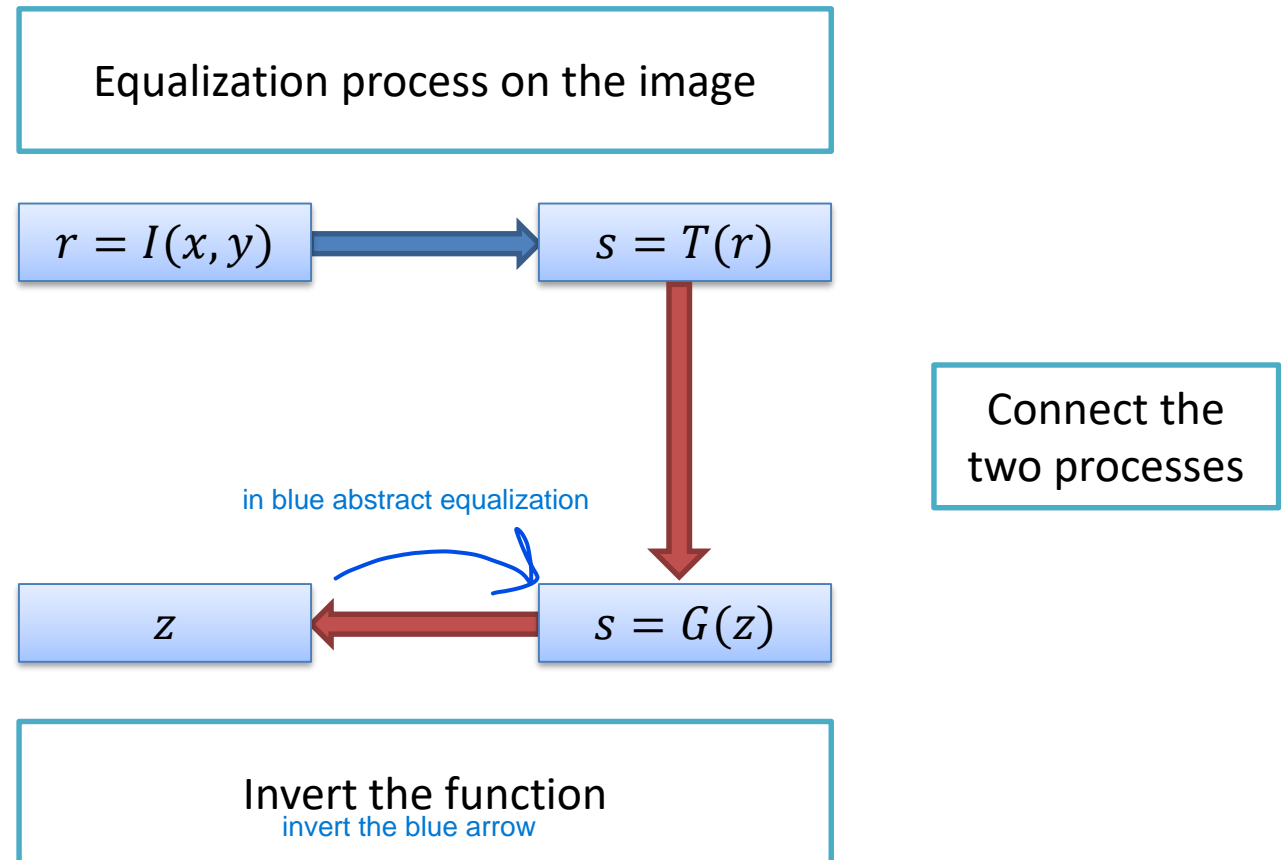 Equalization process on the image
𝑟 = 𝐼(𝑥, 𝑦)
𝑠 = 𝑇(𝑟)
Connect the
two processes
in blue abstract equalization
𝑧
𝑠 = 𝐺(𝑧)
Invert the function
invert the blue arrow